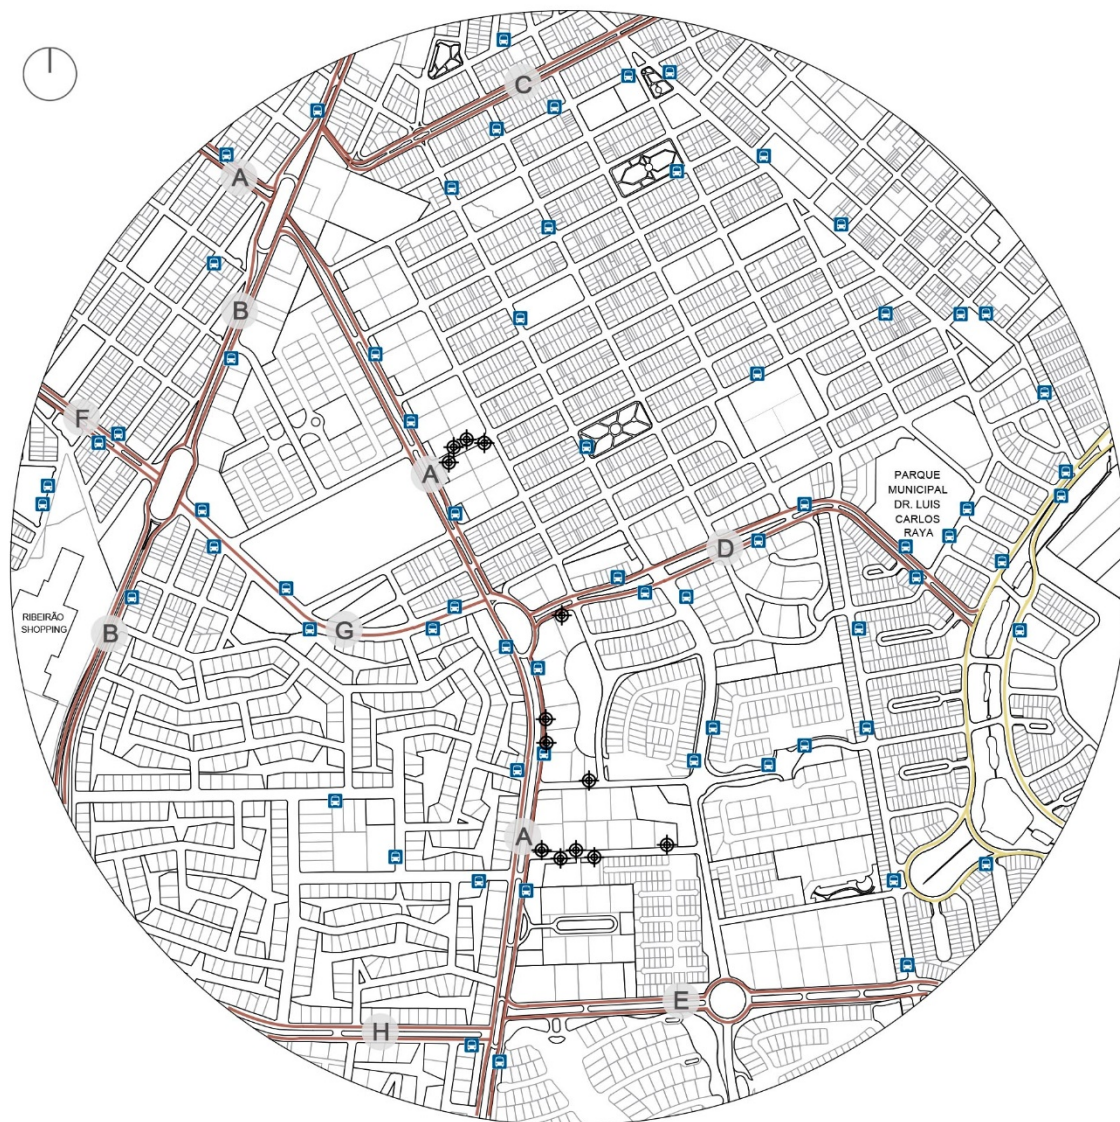 C
A
B
F
A
PARQUE
MUNICIPAL
DR. LUIS
CARLOS
RAYA
D
RIBEIRÃO
SHOPPING
B
G
A
E
H